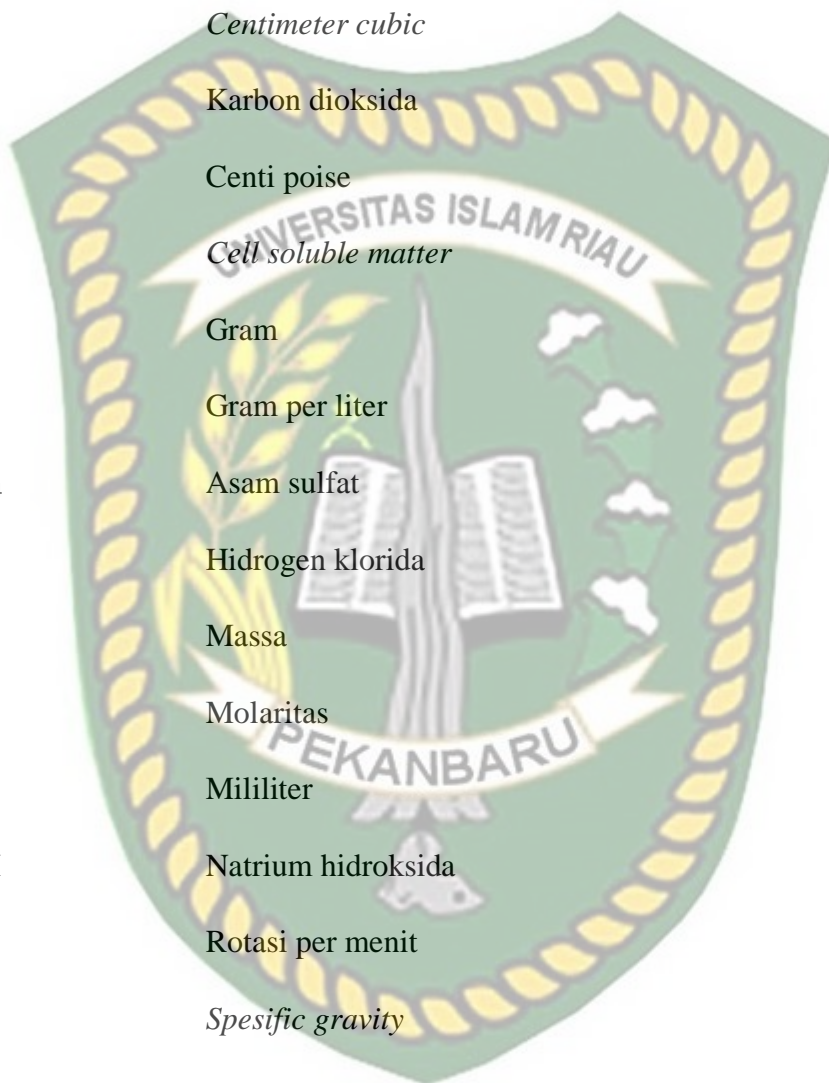 Centimeter cubic
Karbon dioksida
Centi poise
UNIVERSITAS ISLAM RIAU
Cell soluble matter
Gram
Gram per liter
Asam sulfat
Hidrogen klorida
Massa
Molaritas
PEKANBARU
Mililiter
Natrium hidroksida
Rotasi per menit
Spesific gravity